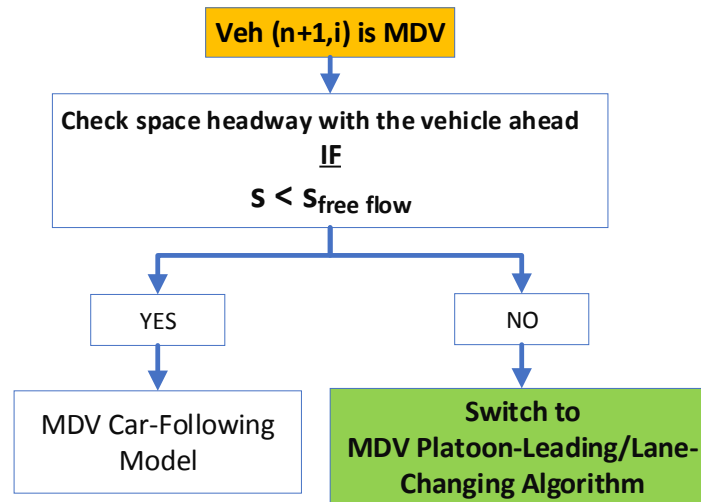 Veh (n+1,i) is MDV
Check space headway with the vehicle ahead
IF
s < sfree flow
YES
NO
MDV Car-Following
Model
Switch to
MDV Platoon-Leading/Lane-
Changing Algorithm